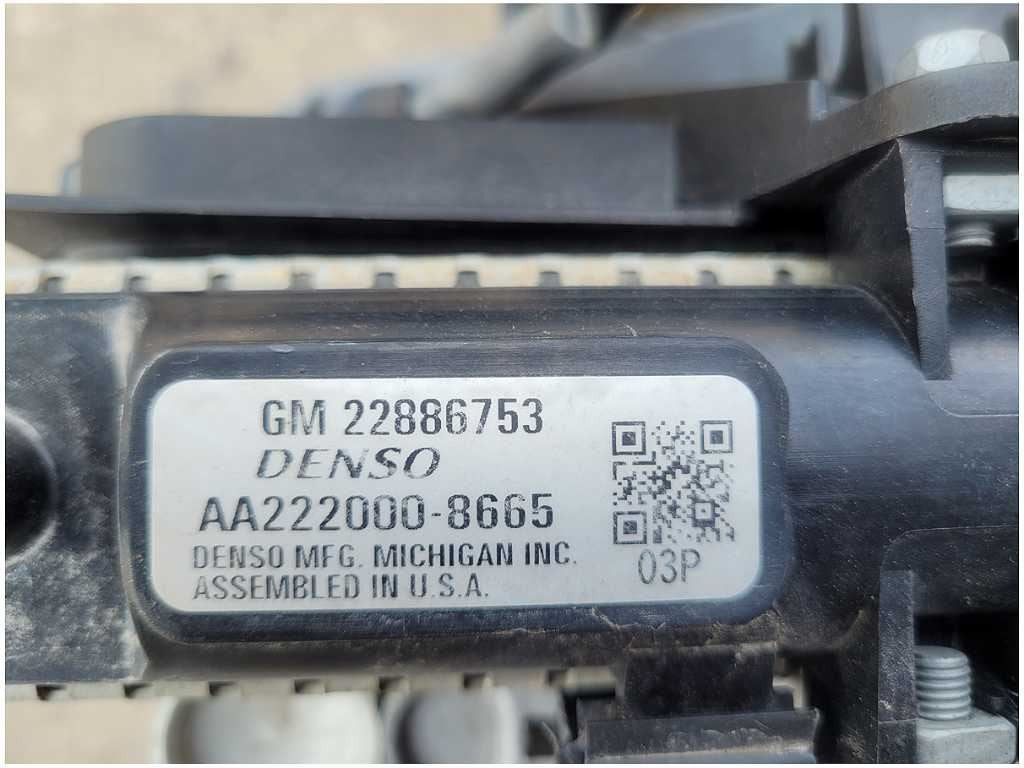 GM 22886753
DENSO
AA222000-8665
DENSO MFG. MICHIGAN INC.
ASSEMBLED IN U.S.A.
03P